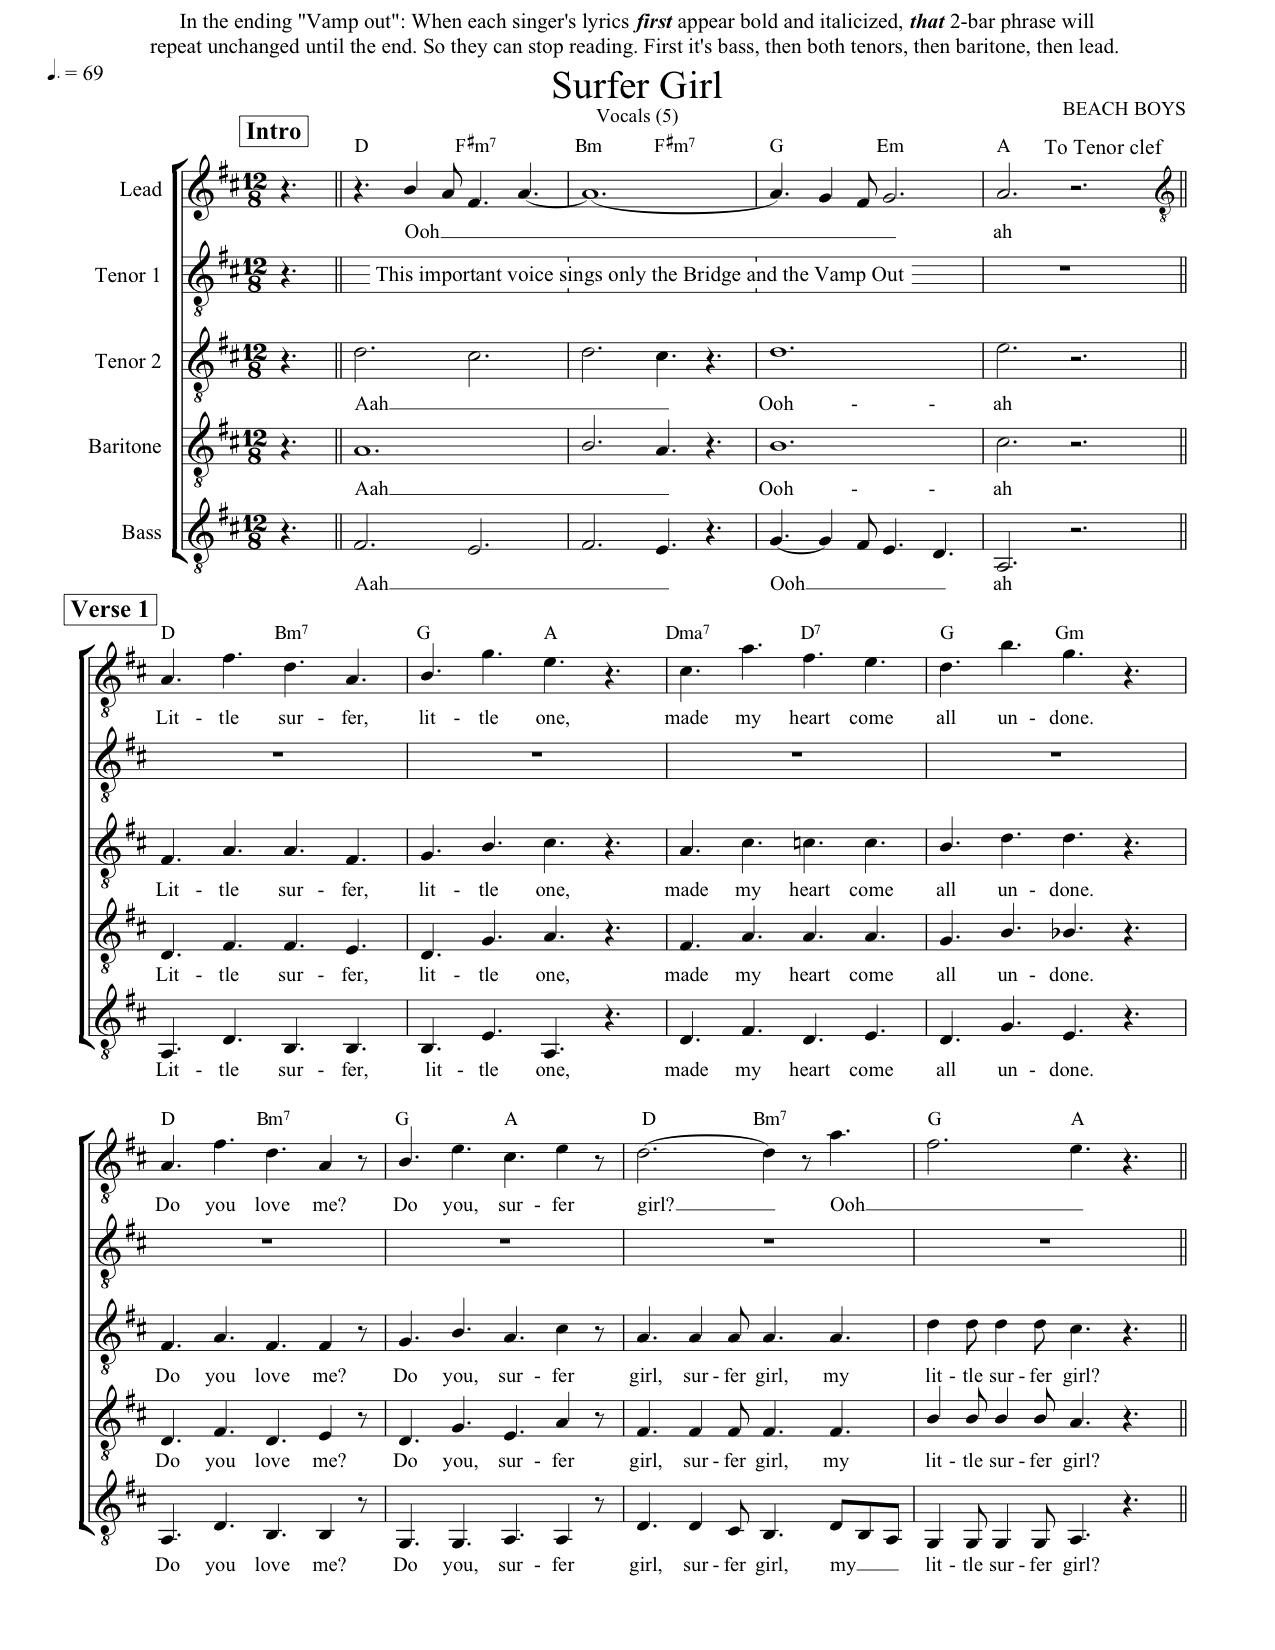 In the ending "Vamp out": When each singer's lyrics first appear bold and italicized, that 2-bar phrase will
repeat unchanged until the end. So they can stop reading. First it's bass, then both tenors, then baritone, then lead.
♩. = 69
Surfer Girl
Vocals (5)
BEACH BOYS
Intro
D F♯m7 Bm F♯m7 G Em A To Tenor clef
Lead 12 8
Ooh ah
Tenor 1 12 8 This important voice sings only the Bridge and the Vamp Out
Tenor 2 12 8
Aah Ooh - - ah
Baritone 12 8
Aah Ooh - - ah
Bass 12 8
Aah Ooh ah
Verse 1
D Bm7 G A Dma7 D7 G Gm
Lit - tle sur - fer, lit - tle one, made my heart come all un - done.
Lit - tle sur - fer, lit - tle one, made my heart come all un - done.
Lit - tle sur - fer, lit - tle one, made my heart come all un - done.
Lit - tle sur - fer, lit - tle one, made my heart come all un - done.
D Bm7 G A D Bm7 G A
Do you love me? Do you, sur - fer girl? Ooh
Do you love me? Do you, sur - fer girl, sur - fer girl, my lit - tle sur - fer girl?
Do you love me? Do you, sur - fer girl, sur - fer girl, my lit - tle sur - fer girl?
Do you love me? Do you, sur - fer girl, sur - fer girl, my lit - tle sur - fer girl?